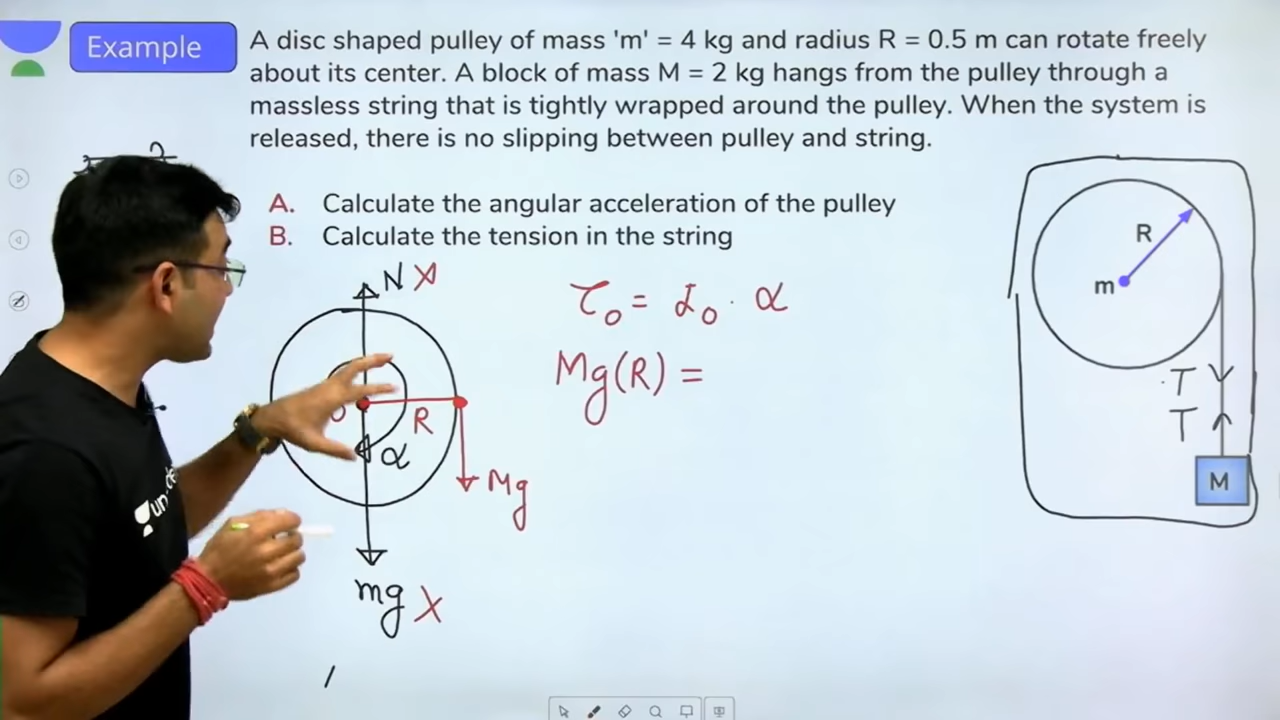 Example
A disc shaped pulley of mass 'm' = 4 kg and radius R = 0.5 m can rotate freely
about its center. A block of mass M = 2 kg hangs from the pulley through a
massless string that is tightly wrapped around the pulley. When the system is
released, there is no slipping between pulley and string.
A. Calculate the angular acceleration of the pulley
B. Calculate the tension in the string
N X
τ₀ = I₀ · α
Mg(R) =
R
α
Mg
mg X
R
m
T
T
M